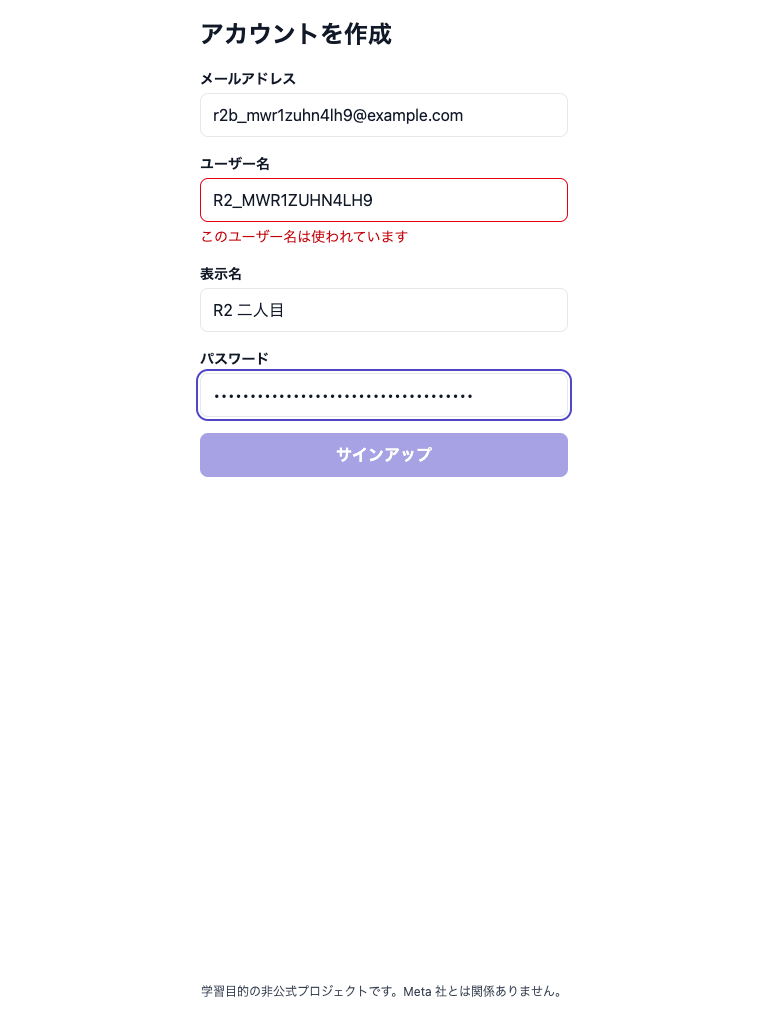 アカウントを作成
メールアドレス
r2b_mwr1zuhn4lh9@example.com
ユーザー名
R2_MWR1ZUHN4LH9
このユーザー名は使われています
表示名
R2 二人目
パスワード
••••••••••••••••••••••••••••••••••••
サインアップ
学習目的の非公式プロジェクトです。Meta 社とは関係ありません。